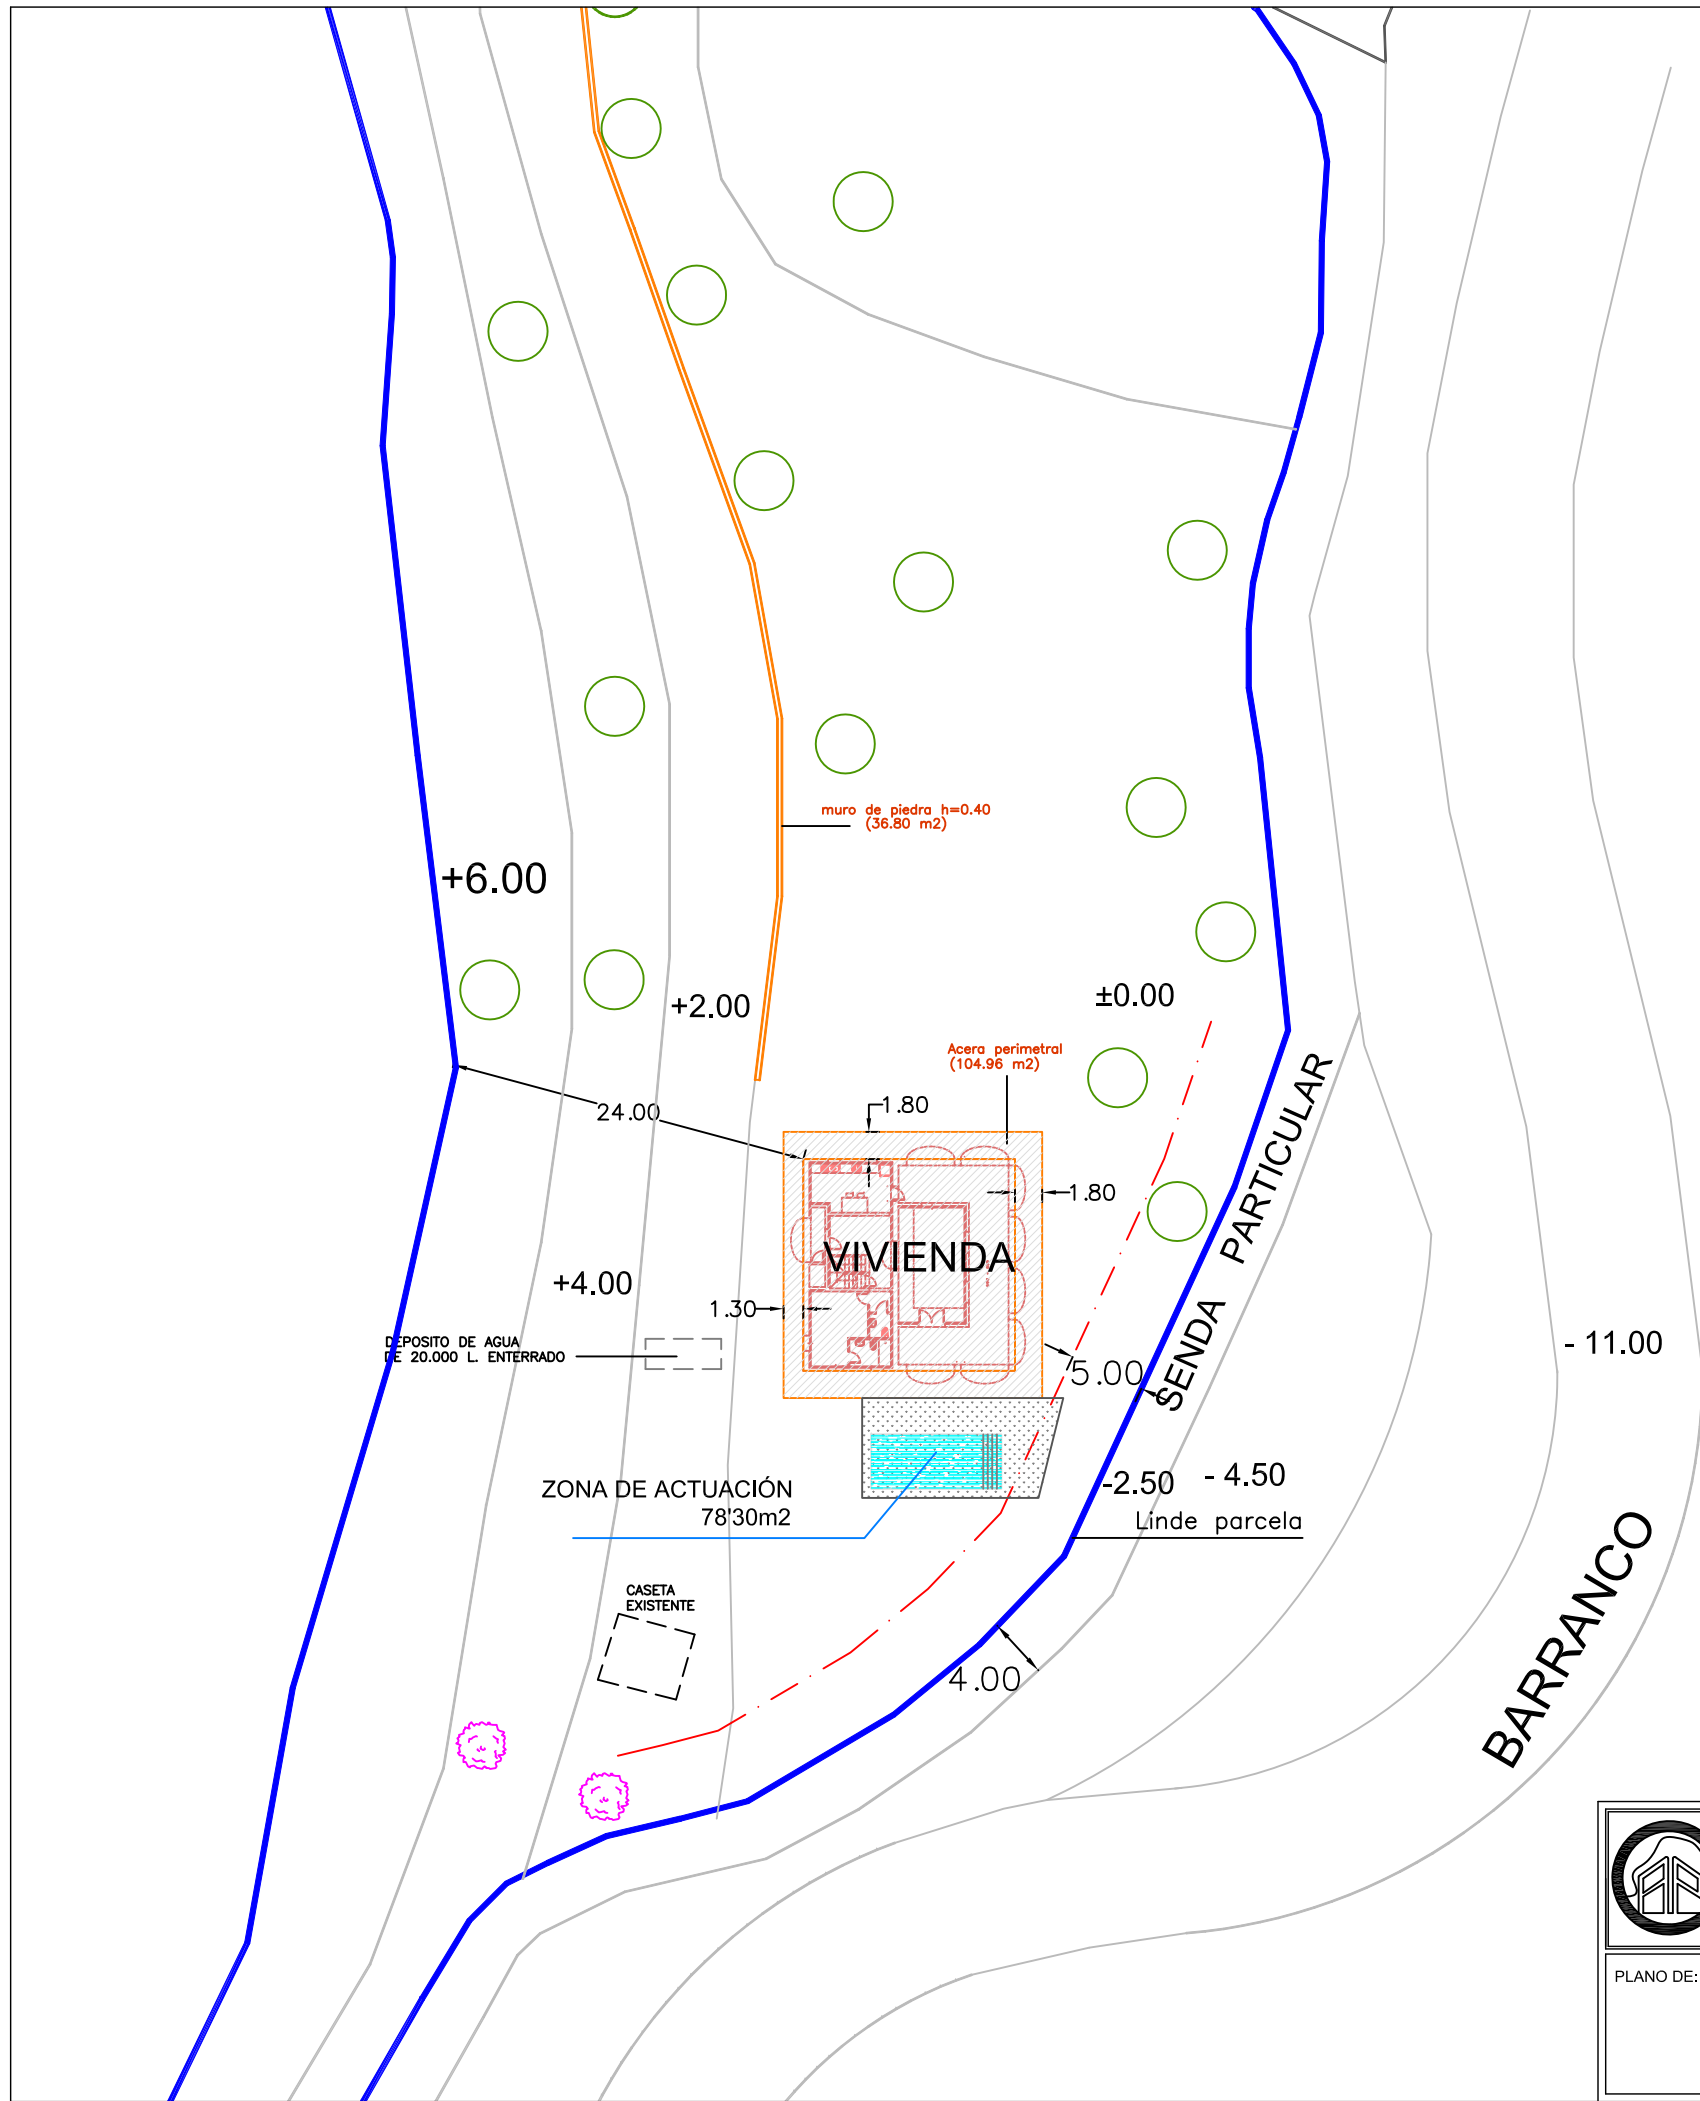 muro de piedra h=0.40
(36.80 m2)
+6.00
+2.00
±0.00
Acera perimetral
(104.96 m2)
24.00
1.80
1.80
SENDA PARTICULAR
VIVIENDA
+4.00
1.30
DEPOSITO DE AGUA
DE 20.000 L. ENTERRADO
5.00
- 11.00
ZONA DE ACTUACIÓN
78'30m2
-2.50
- 4.50
Linde parcela
CASETA
EXISTENTE
4.00
BARRANCO
PLANO DE: